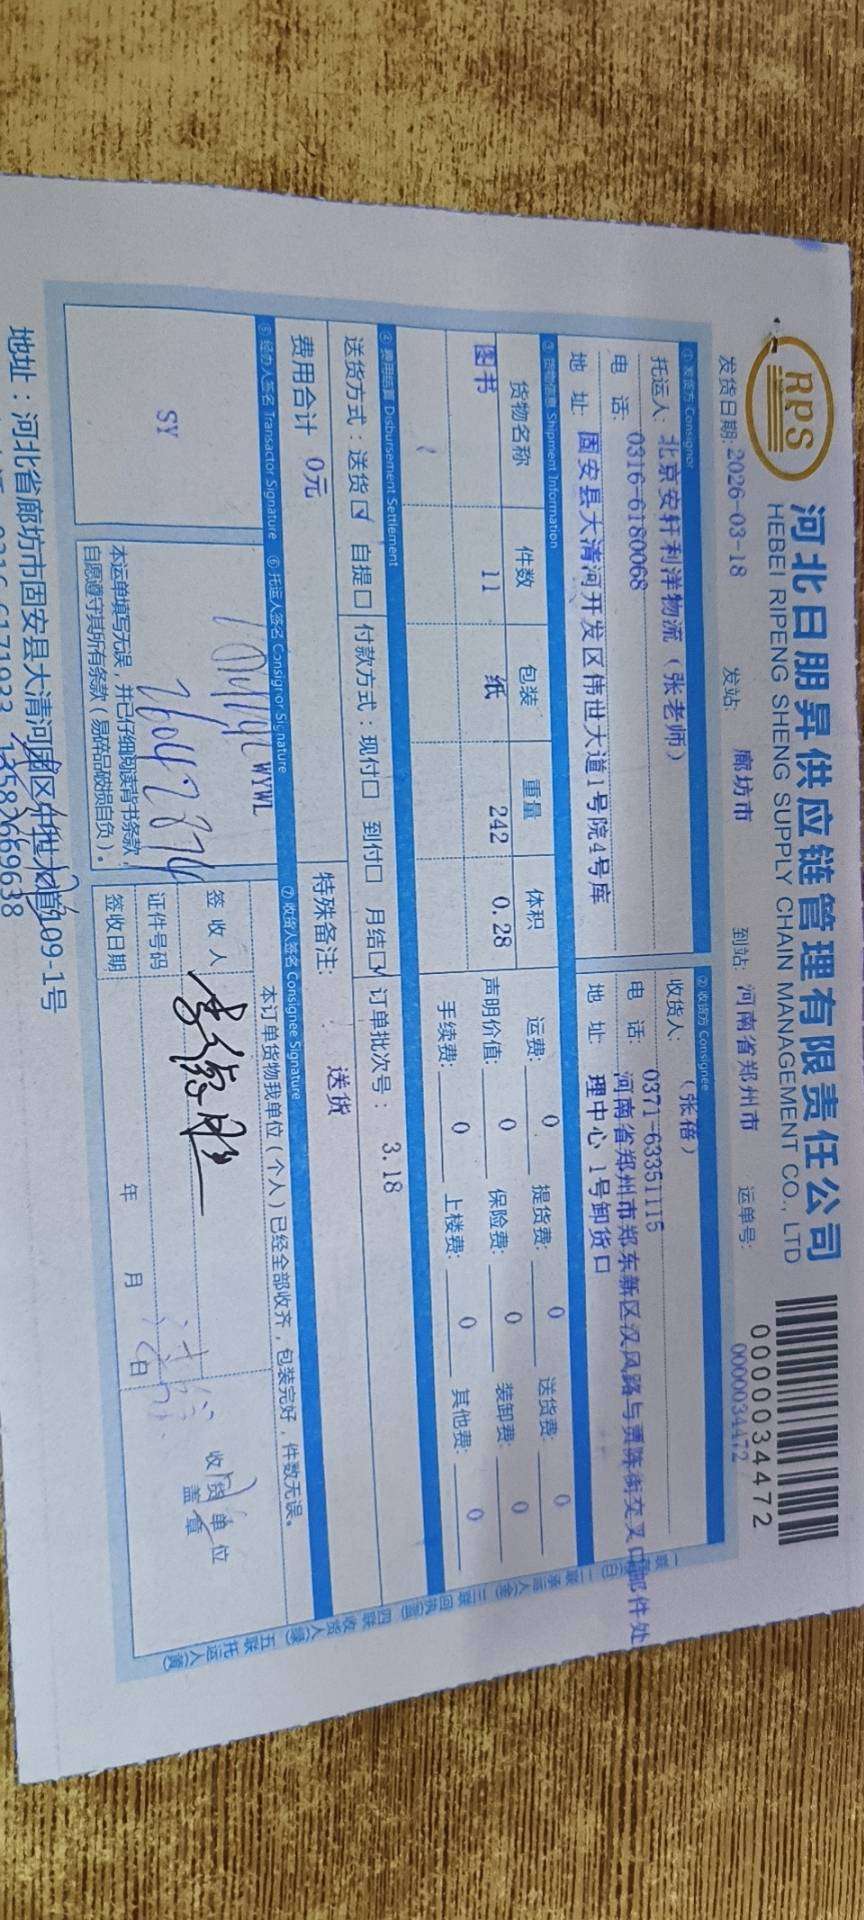 RPS
河北日朋昇供应链管理有限责任公司
HEBEI RIPENG SHENG SUPPLY CHAIN MANAGEMENT CO., LTD
0000034472
发货日期:2026-03-18 发站: 廊坊市 到站: 河南省郑州市 运单号: 0000034472
① 发货方 Consignor
托运人: 北京安轩利洋物流（张老师）
电 话: 0316-6180068
地 址: 固安县大清河开发区伟世大道1号院4号库
② 收货方 Consignee
收货人: （张蓓）
电 话: 0371-63351115
地 址: 河南省郑州市郑东新区汉风路与贾陈街交叉口邮件处
理中心 1号卸货口
③ 货物信息 Shipment Information
货物名称 件数 包装 重量 体积
图书 11 纸 242 0.28
运费: 0 提货费: 0 送货费: 0
声明价值: 0 保险费: 0 装卸费: 0
手续费: 0 上楼费: 0 其他费: 0
④ 费用结算 Disbursement Settlement
送货方式：送货☑ 自提☐ 付款方式：现付☐ 到付☐ 月结☑ 订单批次号： 3.18
费用合计 0元 特殊备注: 送货
⑤ 经办人签名 Transactor Signature ⑥ 托运人签名 Consignor Signature ⑦ 收货人签名 Consignee Signature
SY
WYWL
本运单填写无误，并已仔细阅读背书条款，
自愿遵守其所有条款（易碎品破损自负）。
本订单货物我单位（个人）已经全部收齐，包装完好，件数无误。
签 收 人
证件号码
签收日期 年 月 日
收货单位
盖章
地址：河北省廊坊市固安县大清河园区
109-1号